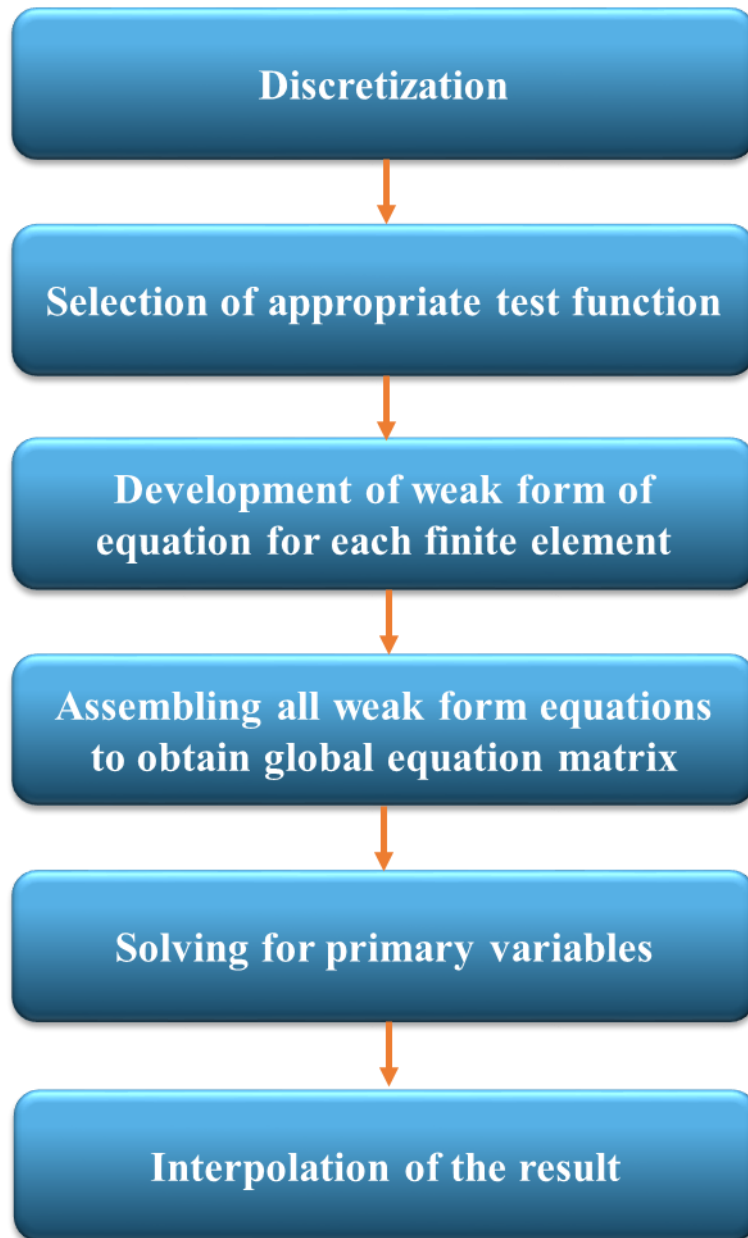 Discretization
Selection of appropriate test function
Development of weak form of
equation for each finite element
Assembling all weak form equations
to obtain global equation matrix
Solving for primary variables
Interpolation of the result